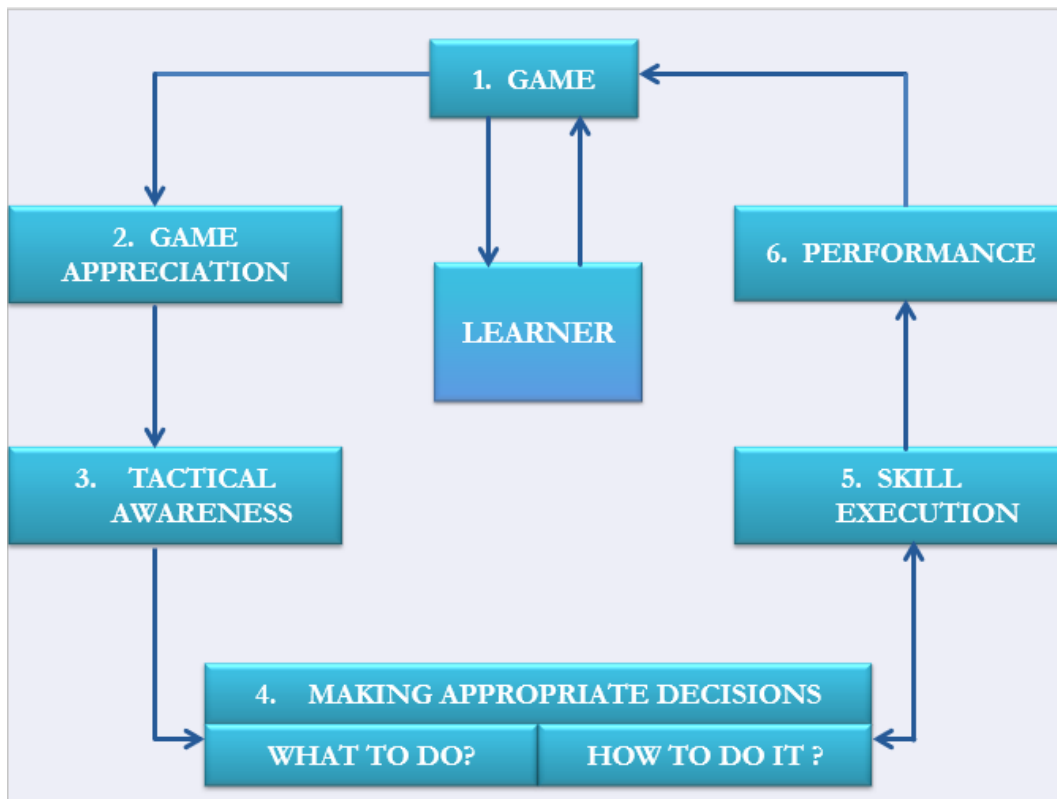 1. GAME
2. GAME
APPRECIATION
LEARNER
6. PERFORMANCE
3. TACTICAL
AWARENESS
5. SKILL
EXECUTION
4. MAKING APPROPRIATE DECISIONS
WHAT TO DO?
HOW TO DO IT ?